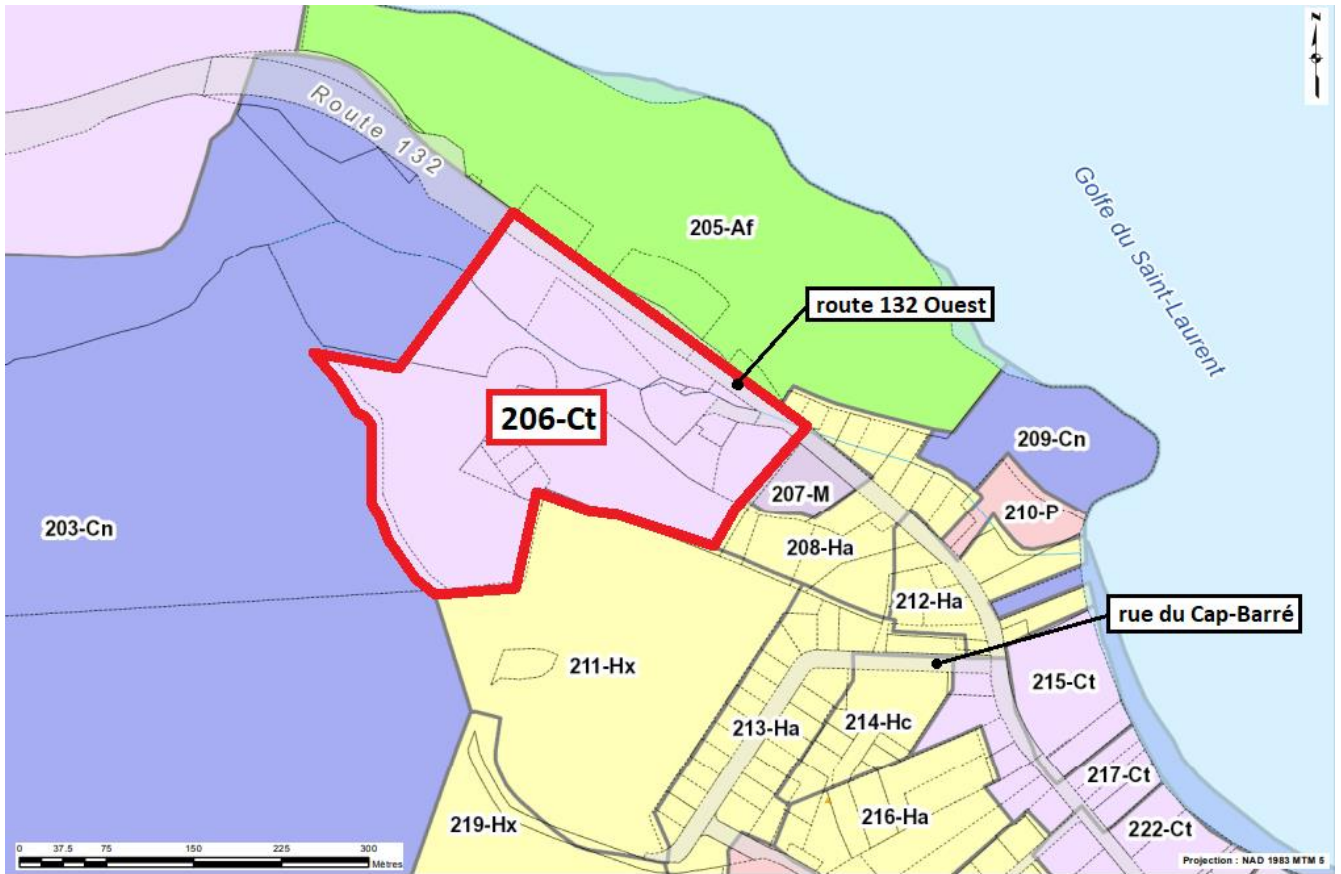 z
Route 132
Golfe du Saint-Laurent
205-Af
route 132 Ouest
206-Ct
209-Cn
207-M
210-P
203-Cn
208-Ha
212-Ha
rue du Cap-Barré
211-Hx
215-Ct
213-Ha
214-Hc
217-Ct
219-Hx
216-Ha
222-Ct
0 37.5 75 150 225 300
Mètres
Projection : NAD 1983 MTM 5